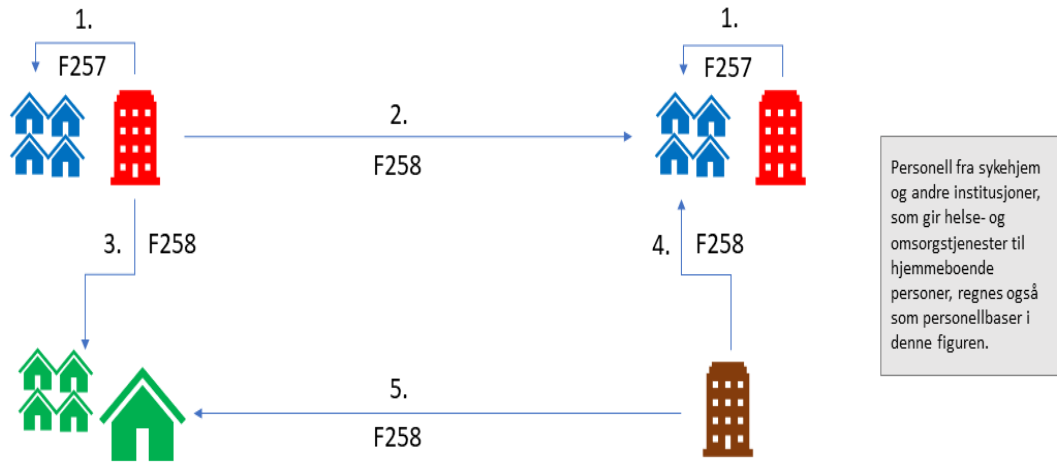 1.
F257
1.
F257
2.
F258
3. F258
4. F258
5.
F258
Personell fra sykehjem
og andre institusjoner,
som gir helse- og
omsorgstjenester til
hjemmeboende
personer, regnes også
som personellbaser i
denne figuren.